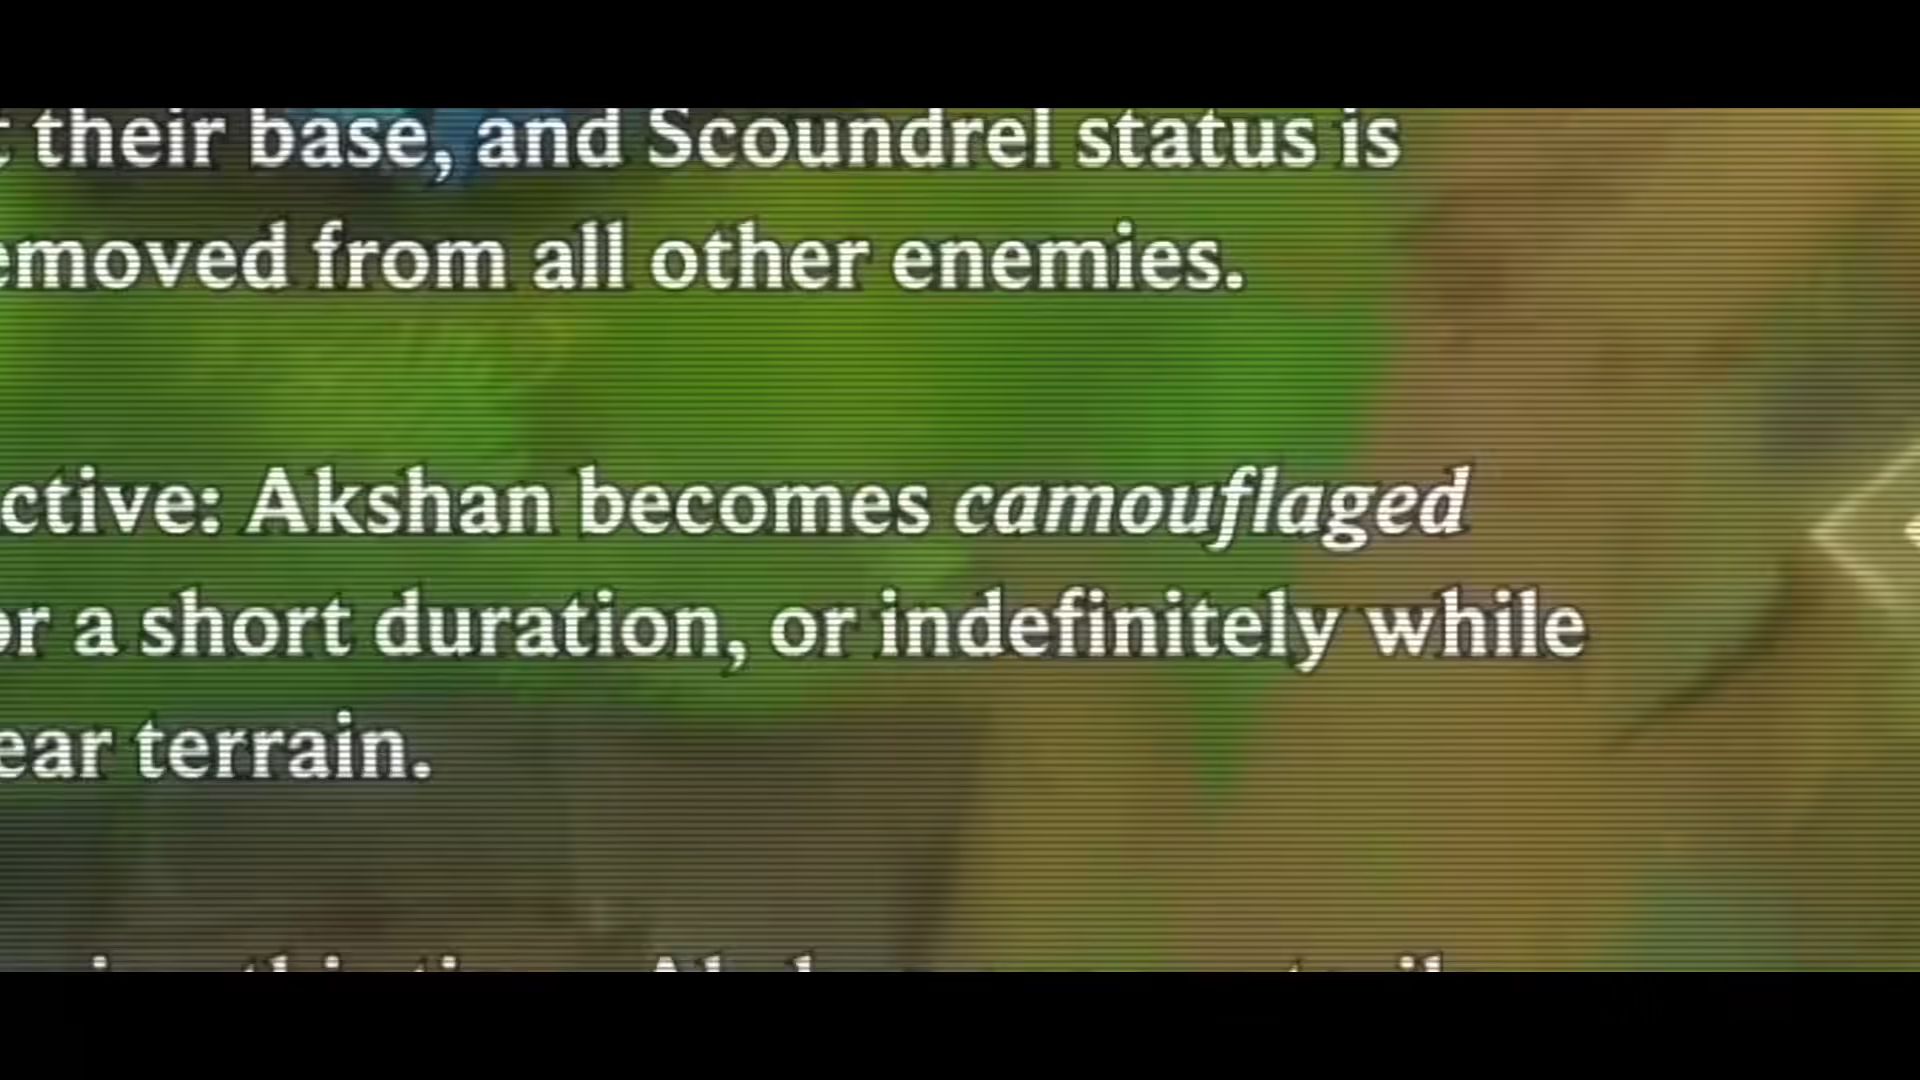 their base, and Scoundrel status is
emoved from all other enemies.
ctive: Akshan becomes camouflaged
or a short duration, or indefinitely while
ear terrain.